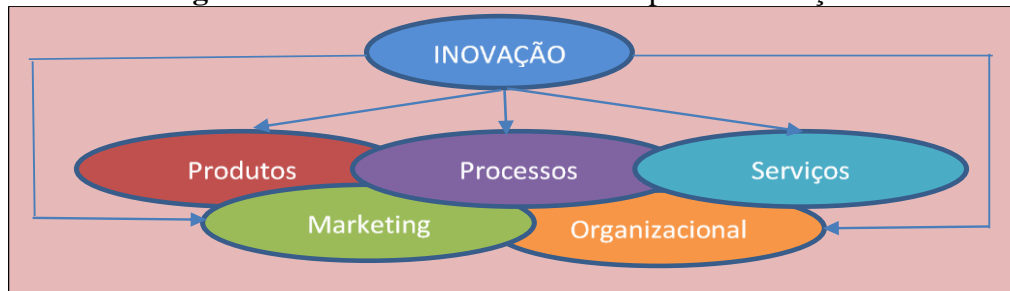 INOVAÇÃO
Produtos
Processos
Serviços
Marketing
Organizacional